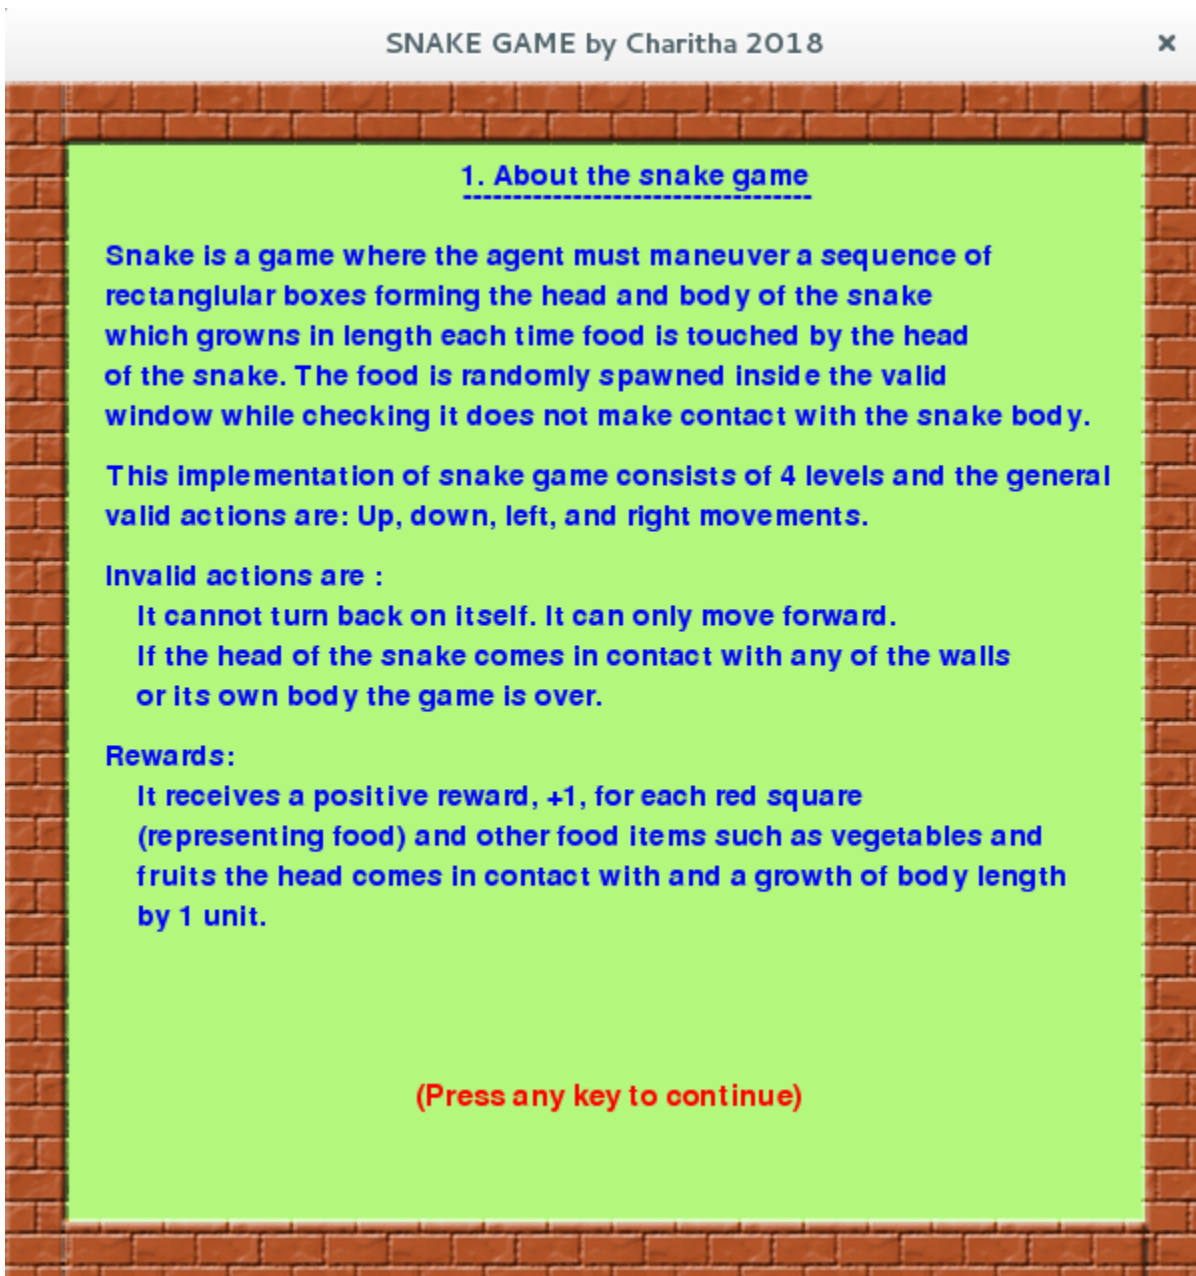 SNAKE GAME by Charitha 2018
1. About the snake game
Snake is a game where the agent must maneuver a sequence of
rectanglular boxes forming the head and body of the snake
which growns in length each time food is touched by the head
of the snake. The food is randomly spawned inside the valid
window while checking it does not make contact with the snake body.
This implementation of snake game consists of 4 levels and the general
valid actions are: Up, down, left, and right movements.
Invalid actions are :
It cannot turn back on itself. It can only move forward.
If the head of the snake comes in contact with any of the walls
or its own body the game is over.
Rewards:
It receives a positive reward, +1, for each red square
(representing food) and other food items such as vegetables and
fruits the head comes in contact with and a growth of body length
by 1 unit.
(Press any key to continue)